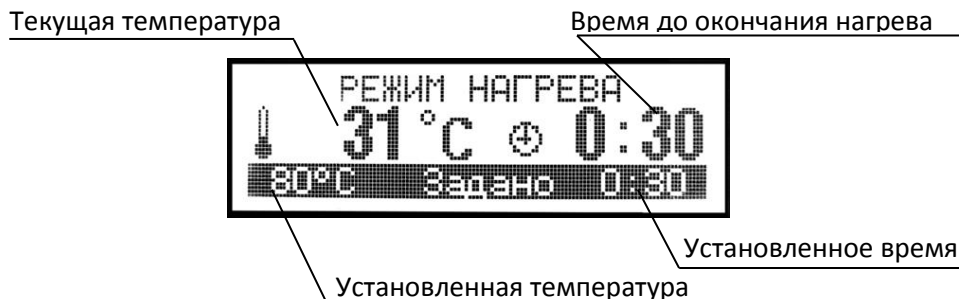 Текущая температура
Время до окончания нагрева
РЕЖИМ НАГРЕВА
31 °C 0:30
80°C Задано 0:30
Установленное время
Установленная температура